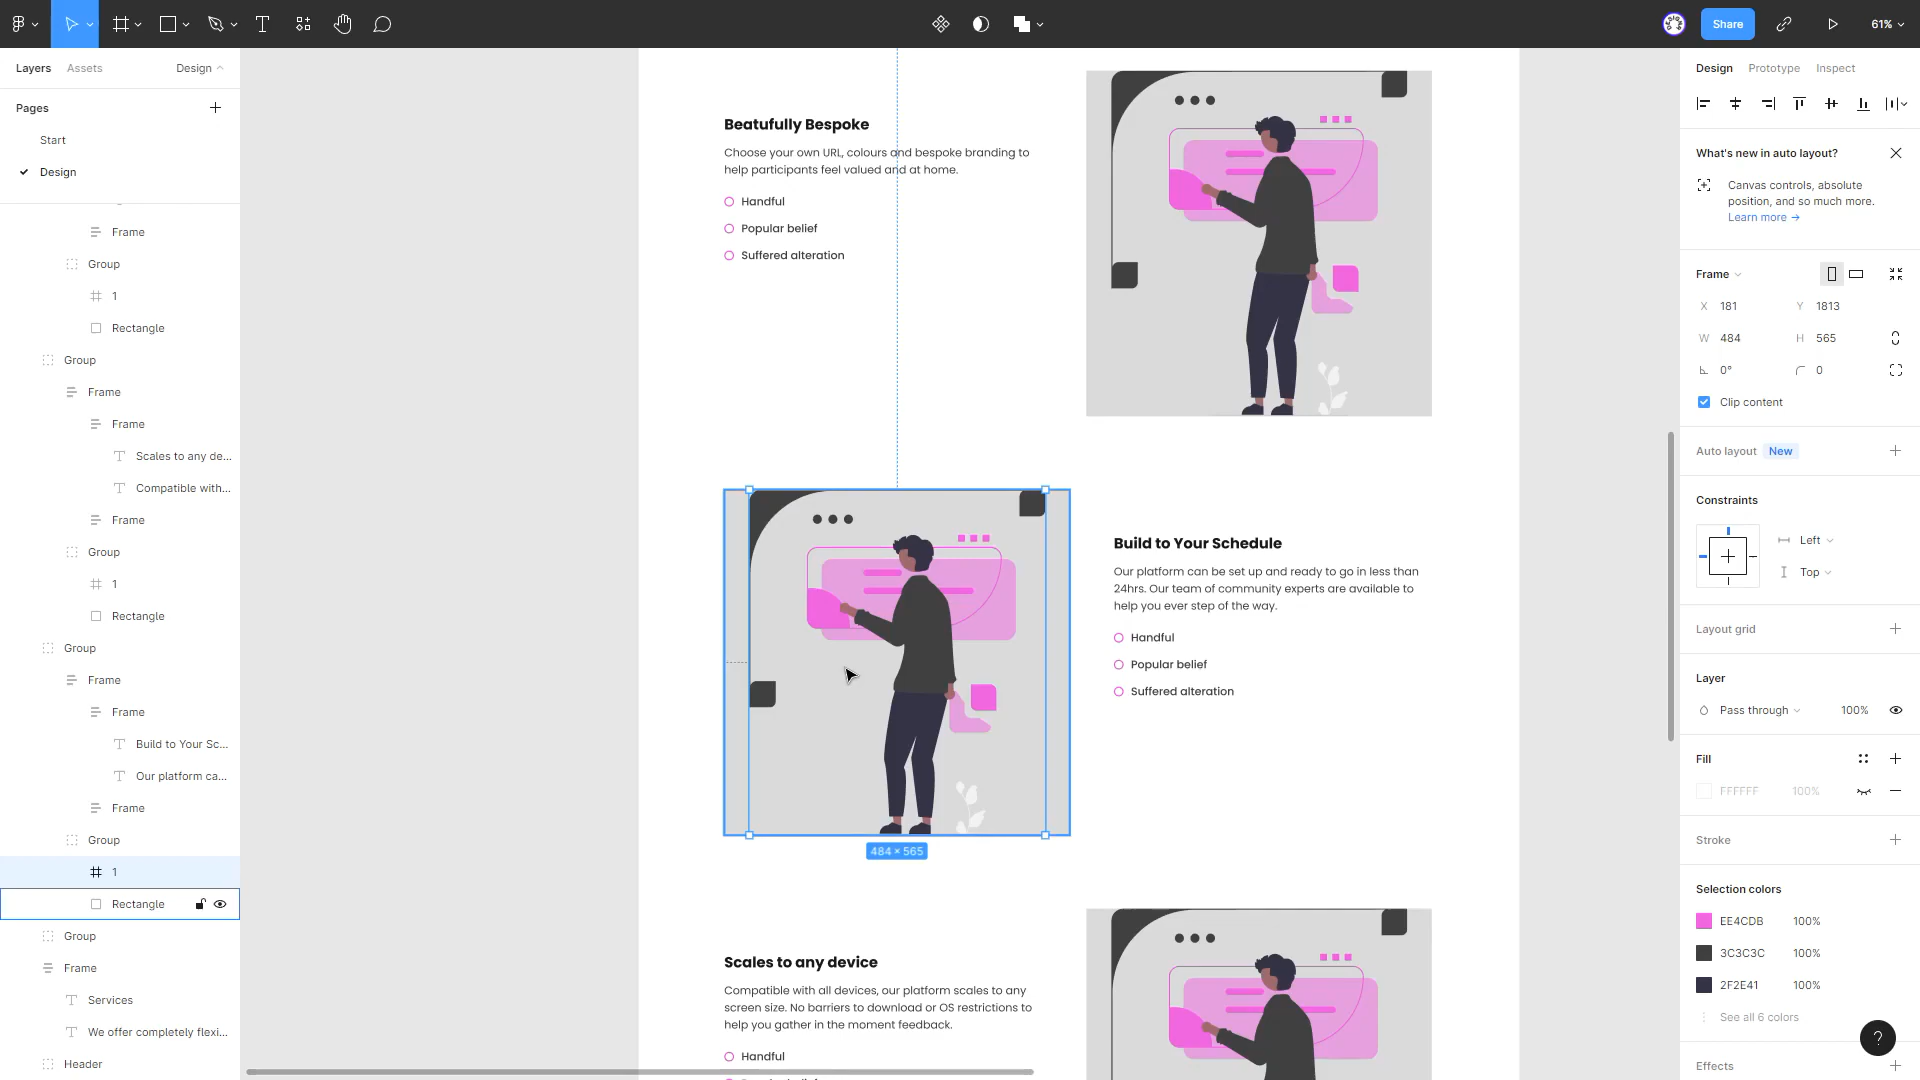 Share
61%
Layers
Assets
Design
Pages
Start
Design
Frame
Group
1
Rectangle
Group
Frame
Frame
Scales to any de...
Compatible with...
Frame
Group
1
Rectangle
Group
Frame
Frame
Build to Your Sc...
Our platform ca...
Frame
Group
1
Rectangle
Group
Frame
Services
We offer completely flexi...
Header
Beatufully Bespoke
Choose your own URL, colours and bespoke branding to
help participants feel valued and at home.
Handful
Popular belief
Suffered alteration
484 × 565
Build to Your Schedule
Our platform can be set up and ready to go in less than
24hrs. Our team of community experts are available to
help you ever step of the way.
Handful
Popular belief
Suffered alteration
Scales to any device
Compatible with all devices, our platform scales to any
screen size. No barriers to download or OS restrictions to
help you gather in the moment feedback.
Handful
Design
Prototype
Inspect
What's new in auto layout?
Canvas controls, absolute
position, and so much more.
Learn more →
Frame
X 181
Y 1813
W 484
H 565
0°
0
Clip content
Auto layout
New
Constraints
Left
Top
Layout grid
Layer
Pass through
100%
Fill
FFFFFF
100%
Stroke
Selection colors
EE4CDB 100%
3C3C3C 100%
2F2E41 100%
See all 6 colors
Effects
?